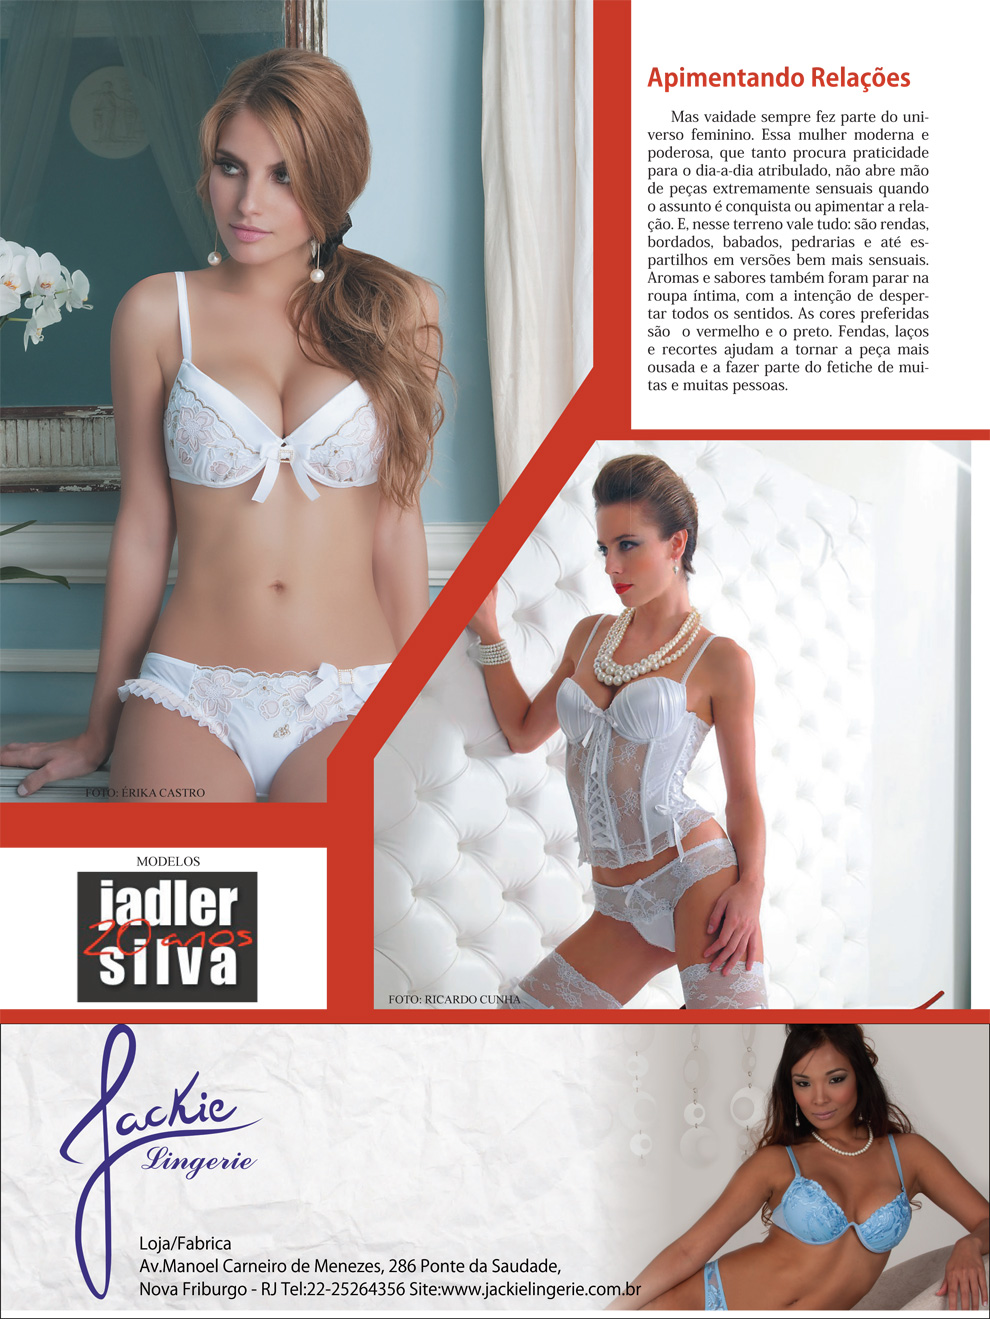 Apimentando Relações
Mas vaidade sempre fez parte do uni-
verso feminino. Essa mulher moderna e
poderosa, que tanto procura praticidade
para o dia-a-dia atribulado, não abre mão
de peças extremamente sensuais quando
o assunto é conquista ou apimentar a rela-
ção. E, nesse terreno vale tudo: são rendas,
bordados, babados, pedrarias e até es-
partilhos em versões bem mais sensuais.
Aromas e sabores também foram parar na
roupa íntima, com a intenção de desper-
tar todos os sentidos. As cores preferidas
são o vermelho e o preto. Fendas, laços
e recortes ajudam a tornar a peça mais
ousada e a fazer parte do fetiche de mui-
tas e muitas pessoas.
FOTO: ÉRIKA CASTRO
MODELOS
jadler
20 anos
silva
FOTO: RICARDO CUNHA
Jackie
Lingerie
Loja/Fabrica
Av.Manoel Carneiro de Menezes, 286 Ponte da Saudade,
Nova Friburgo - RJ Tel:22-25264356 Site:www.jackielingerie.com.br